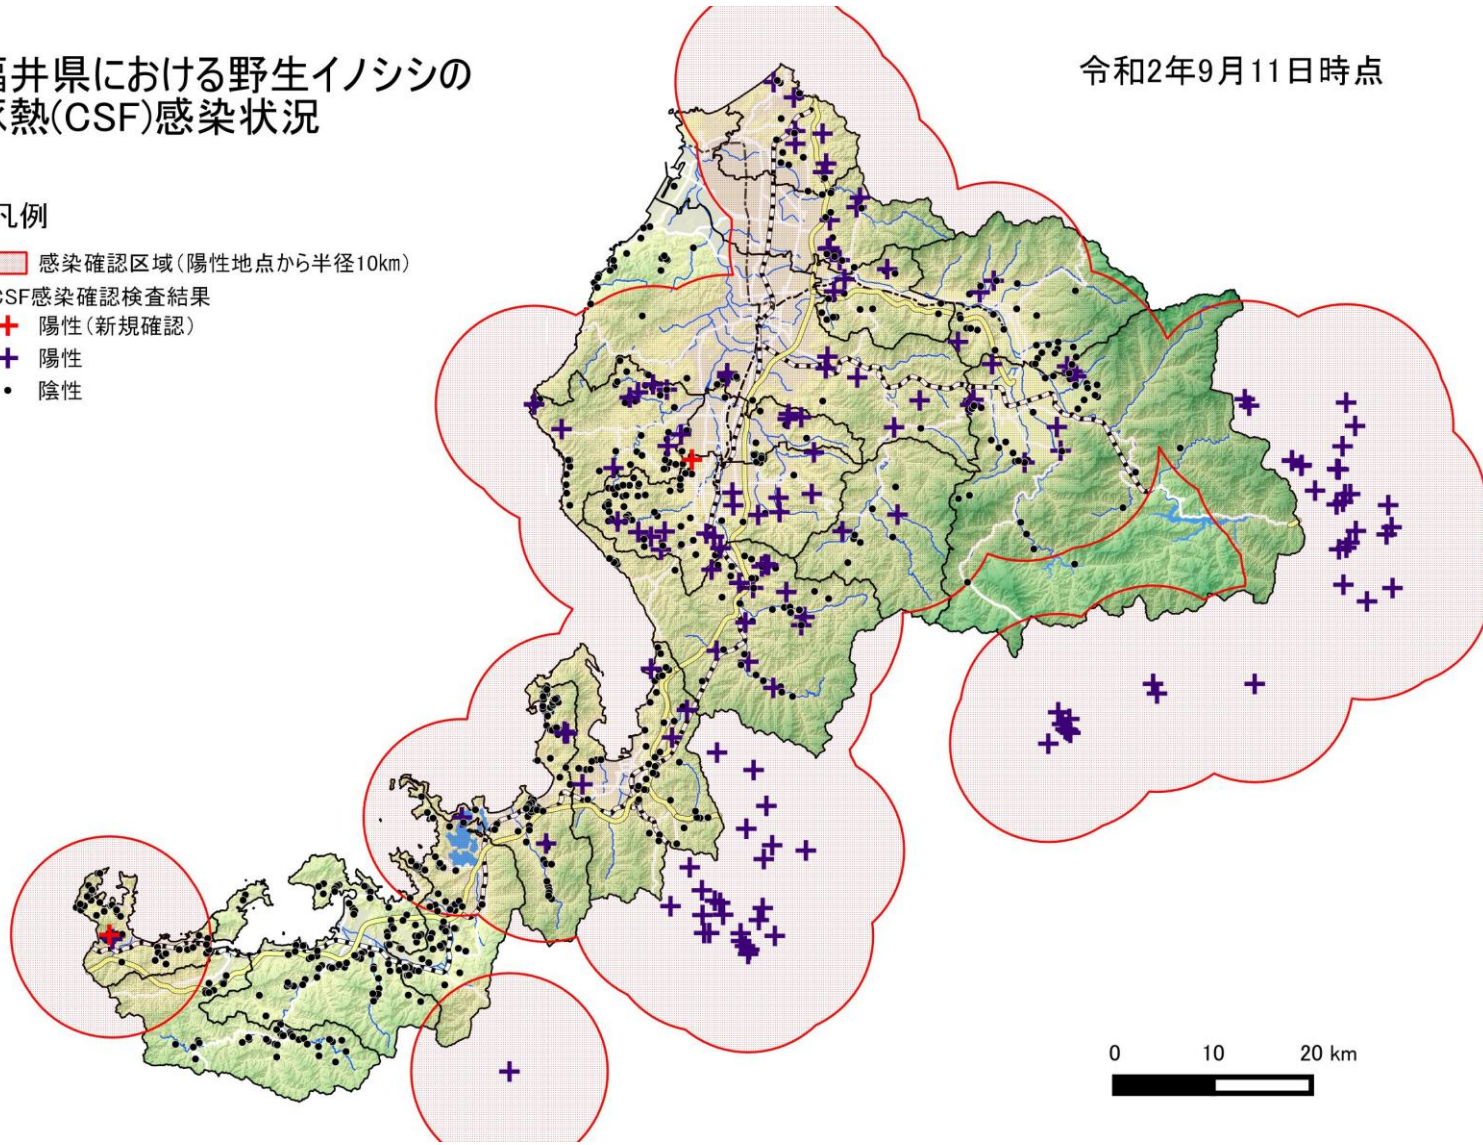 井県における野生イノシシの
熱(CSF)感染状況
令和2年9月11日時点
凡例
感染確認区域(陽性地点から半径10km)
CSF感染確認検査結果
陽性(新規確認)
陽性
陰性
0 10 20 km